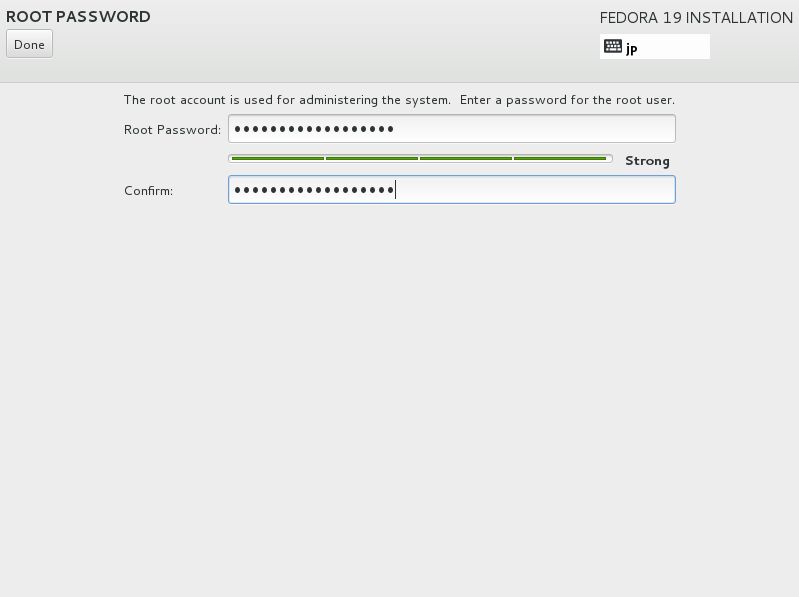 ROOT PASSWORD
FEDORA 19 INSTALLATION
Done
jp
The root account is used for administering the system.  Enter a password for the root user.
Root Password: ••••••••••••••••••
Strong
Confirm: ••••••••••••••••••